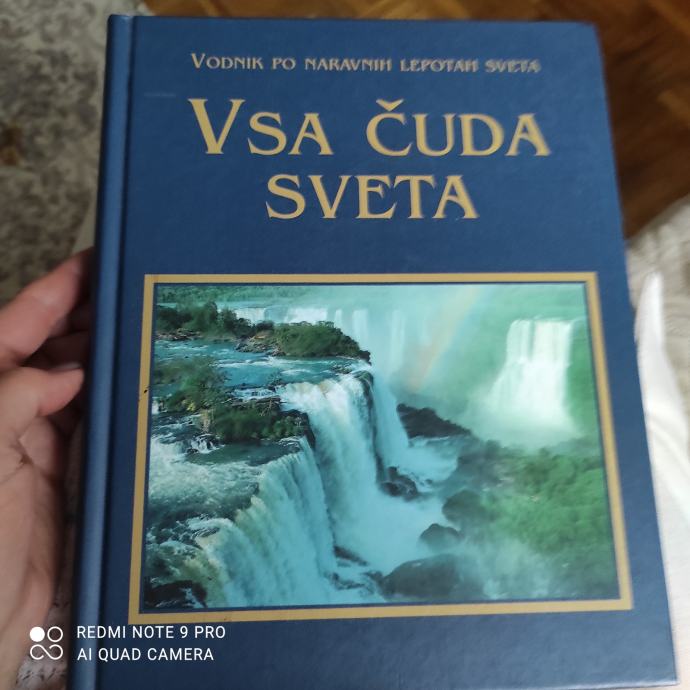 VODNIK PO NARAVNIH LEPOTAH SVETA
VSA ČUDA
SVETA
REDMI NOTE 9 PRO
AI QUAD CAMERA